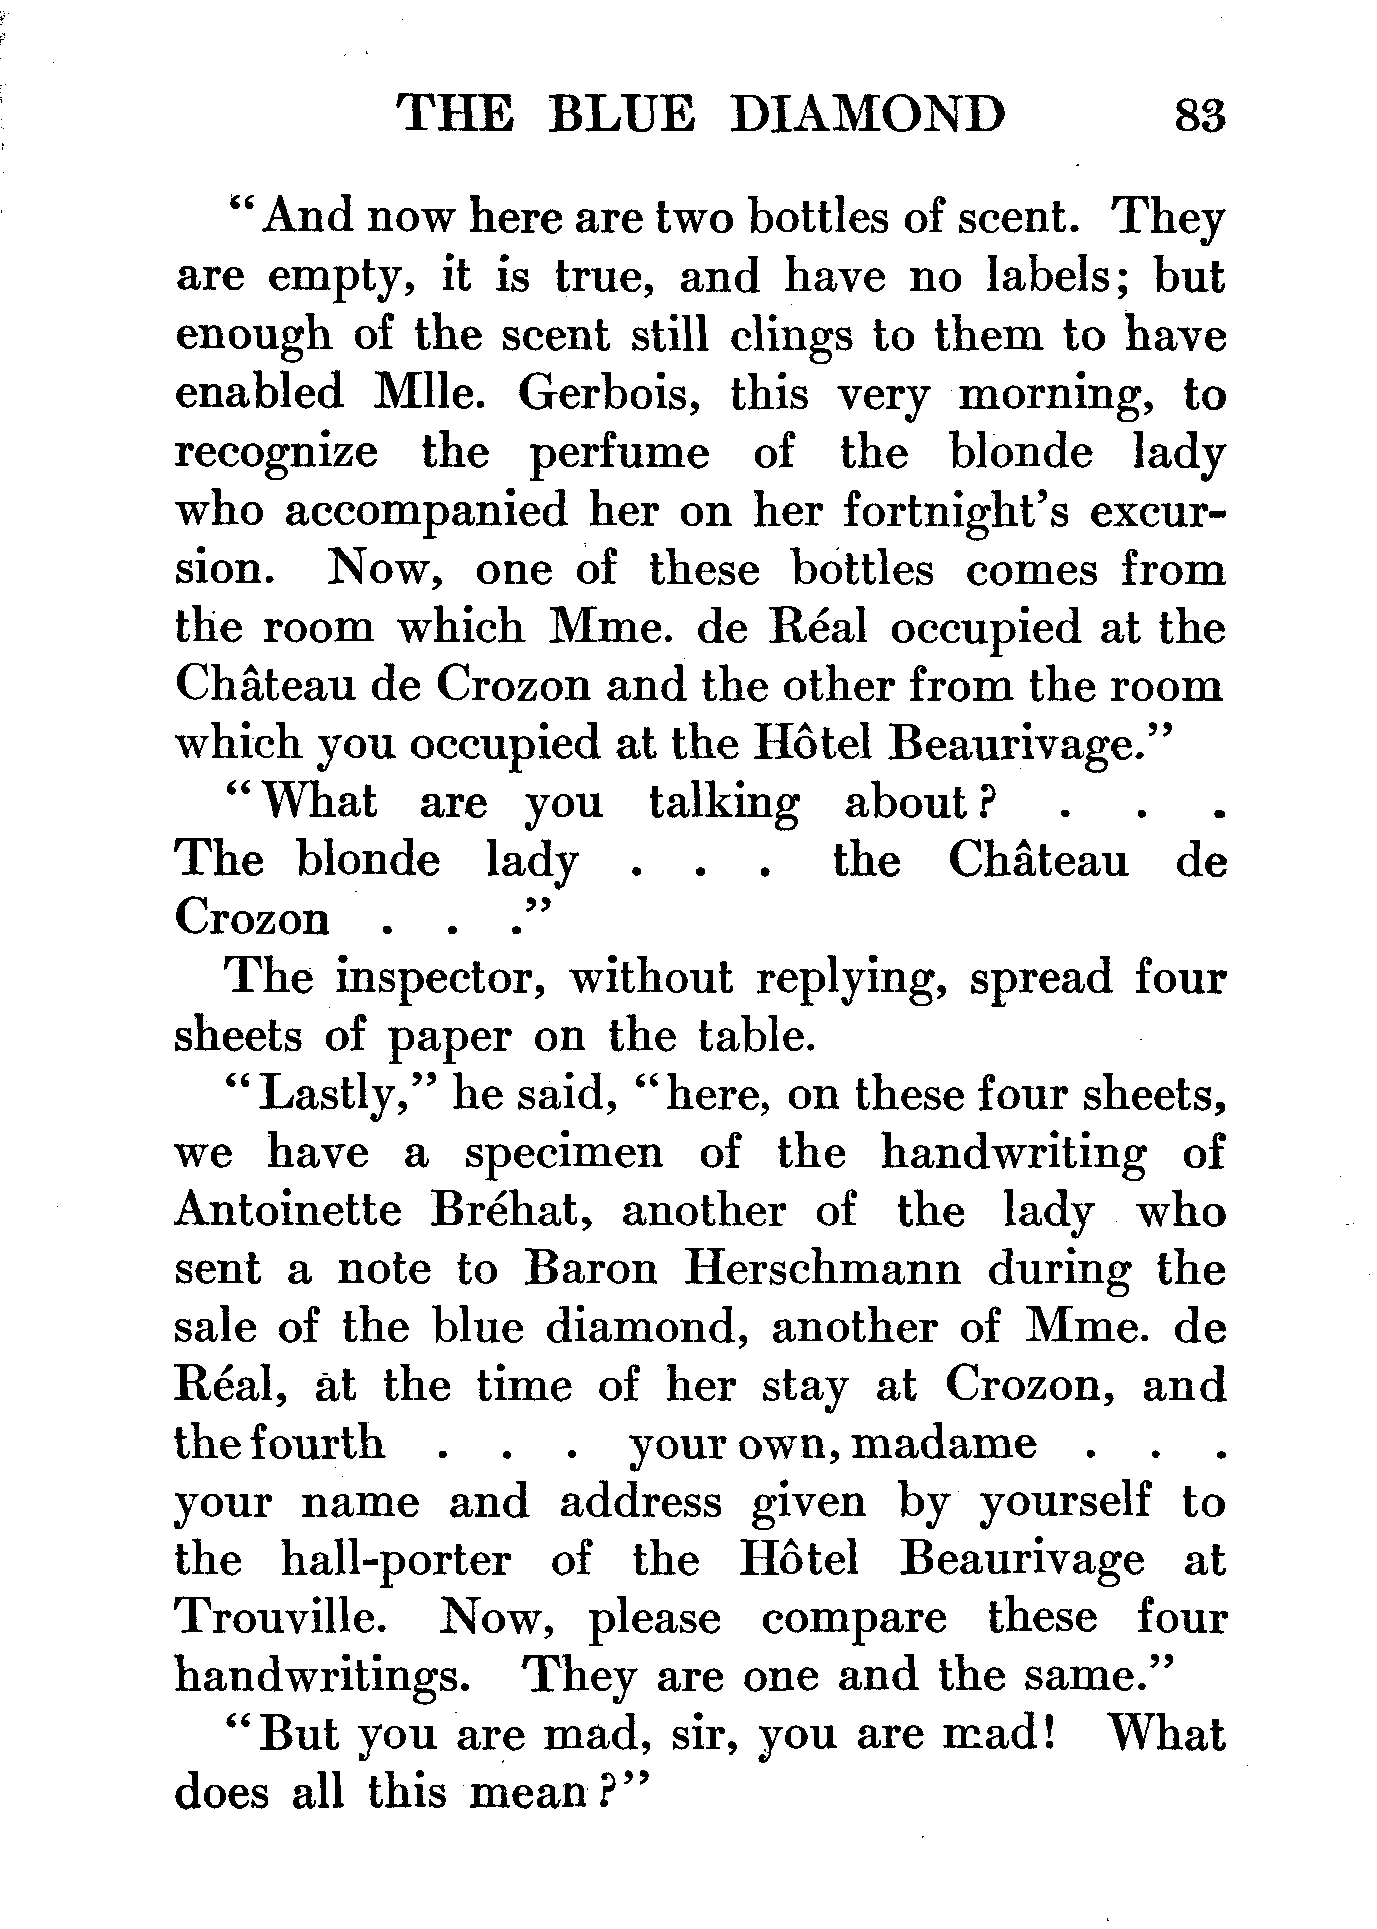 THE BLUE DIAMOND 83
“And now here are two bottles of scent. They
are empty, it is true, and have no labels; but
enough of the scent still clings to them to have
enabled Mlle. Gerbois, this very morning, to
recognize the perfume of the blonde lady
who accompanied her on her fortnight’s excur-
sion. Now, one of these bottles comes from
the room which Mme. de Réal occupied at the
Château de Crozon and the other from the room
which you occupied at the Hôtel Beaurivage.”
“What are you talking about? . . .
The blonde lady . . . the Château de
Crozon . . .”
The inspector, without replying, spread four
sheets of paper on the table.
“Lastly,” he said, “here, on these four sheets,
we have a specimen of the handwriting of
Antoinette Bréhat, another of the lady who
sent a note to Baron Herschmann during the
sale of the blue diamond, another of Mme. de
Réal, at the time of her stay at Crozon, and
the fourth . . . your own, madame . . .
your name and address given by yourself to
the hall-porter of the Hôtel Beaurivage at
Trouville. Now, please compare these four
handwritings. They are one and the same.”
“But you are mad, sir, you are mad! What
does all this mean?”